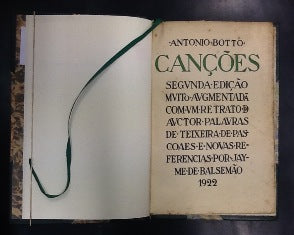 ·ANTONIO·BOTTO·
CANÇÕES
SEGVNDA·EDIÇÃO
MVITO·AVGMENTADA
COM·VM·RETRATO·DO
AVCTOR·PALAVRAS
DE·TEIXEIRA·DE·PAS-
COAES·E·NOVAS·RE-
FERENCIAS·POR·JAY-
ME·DE·BALSEMÃO
1922